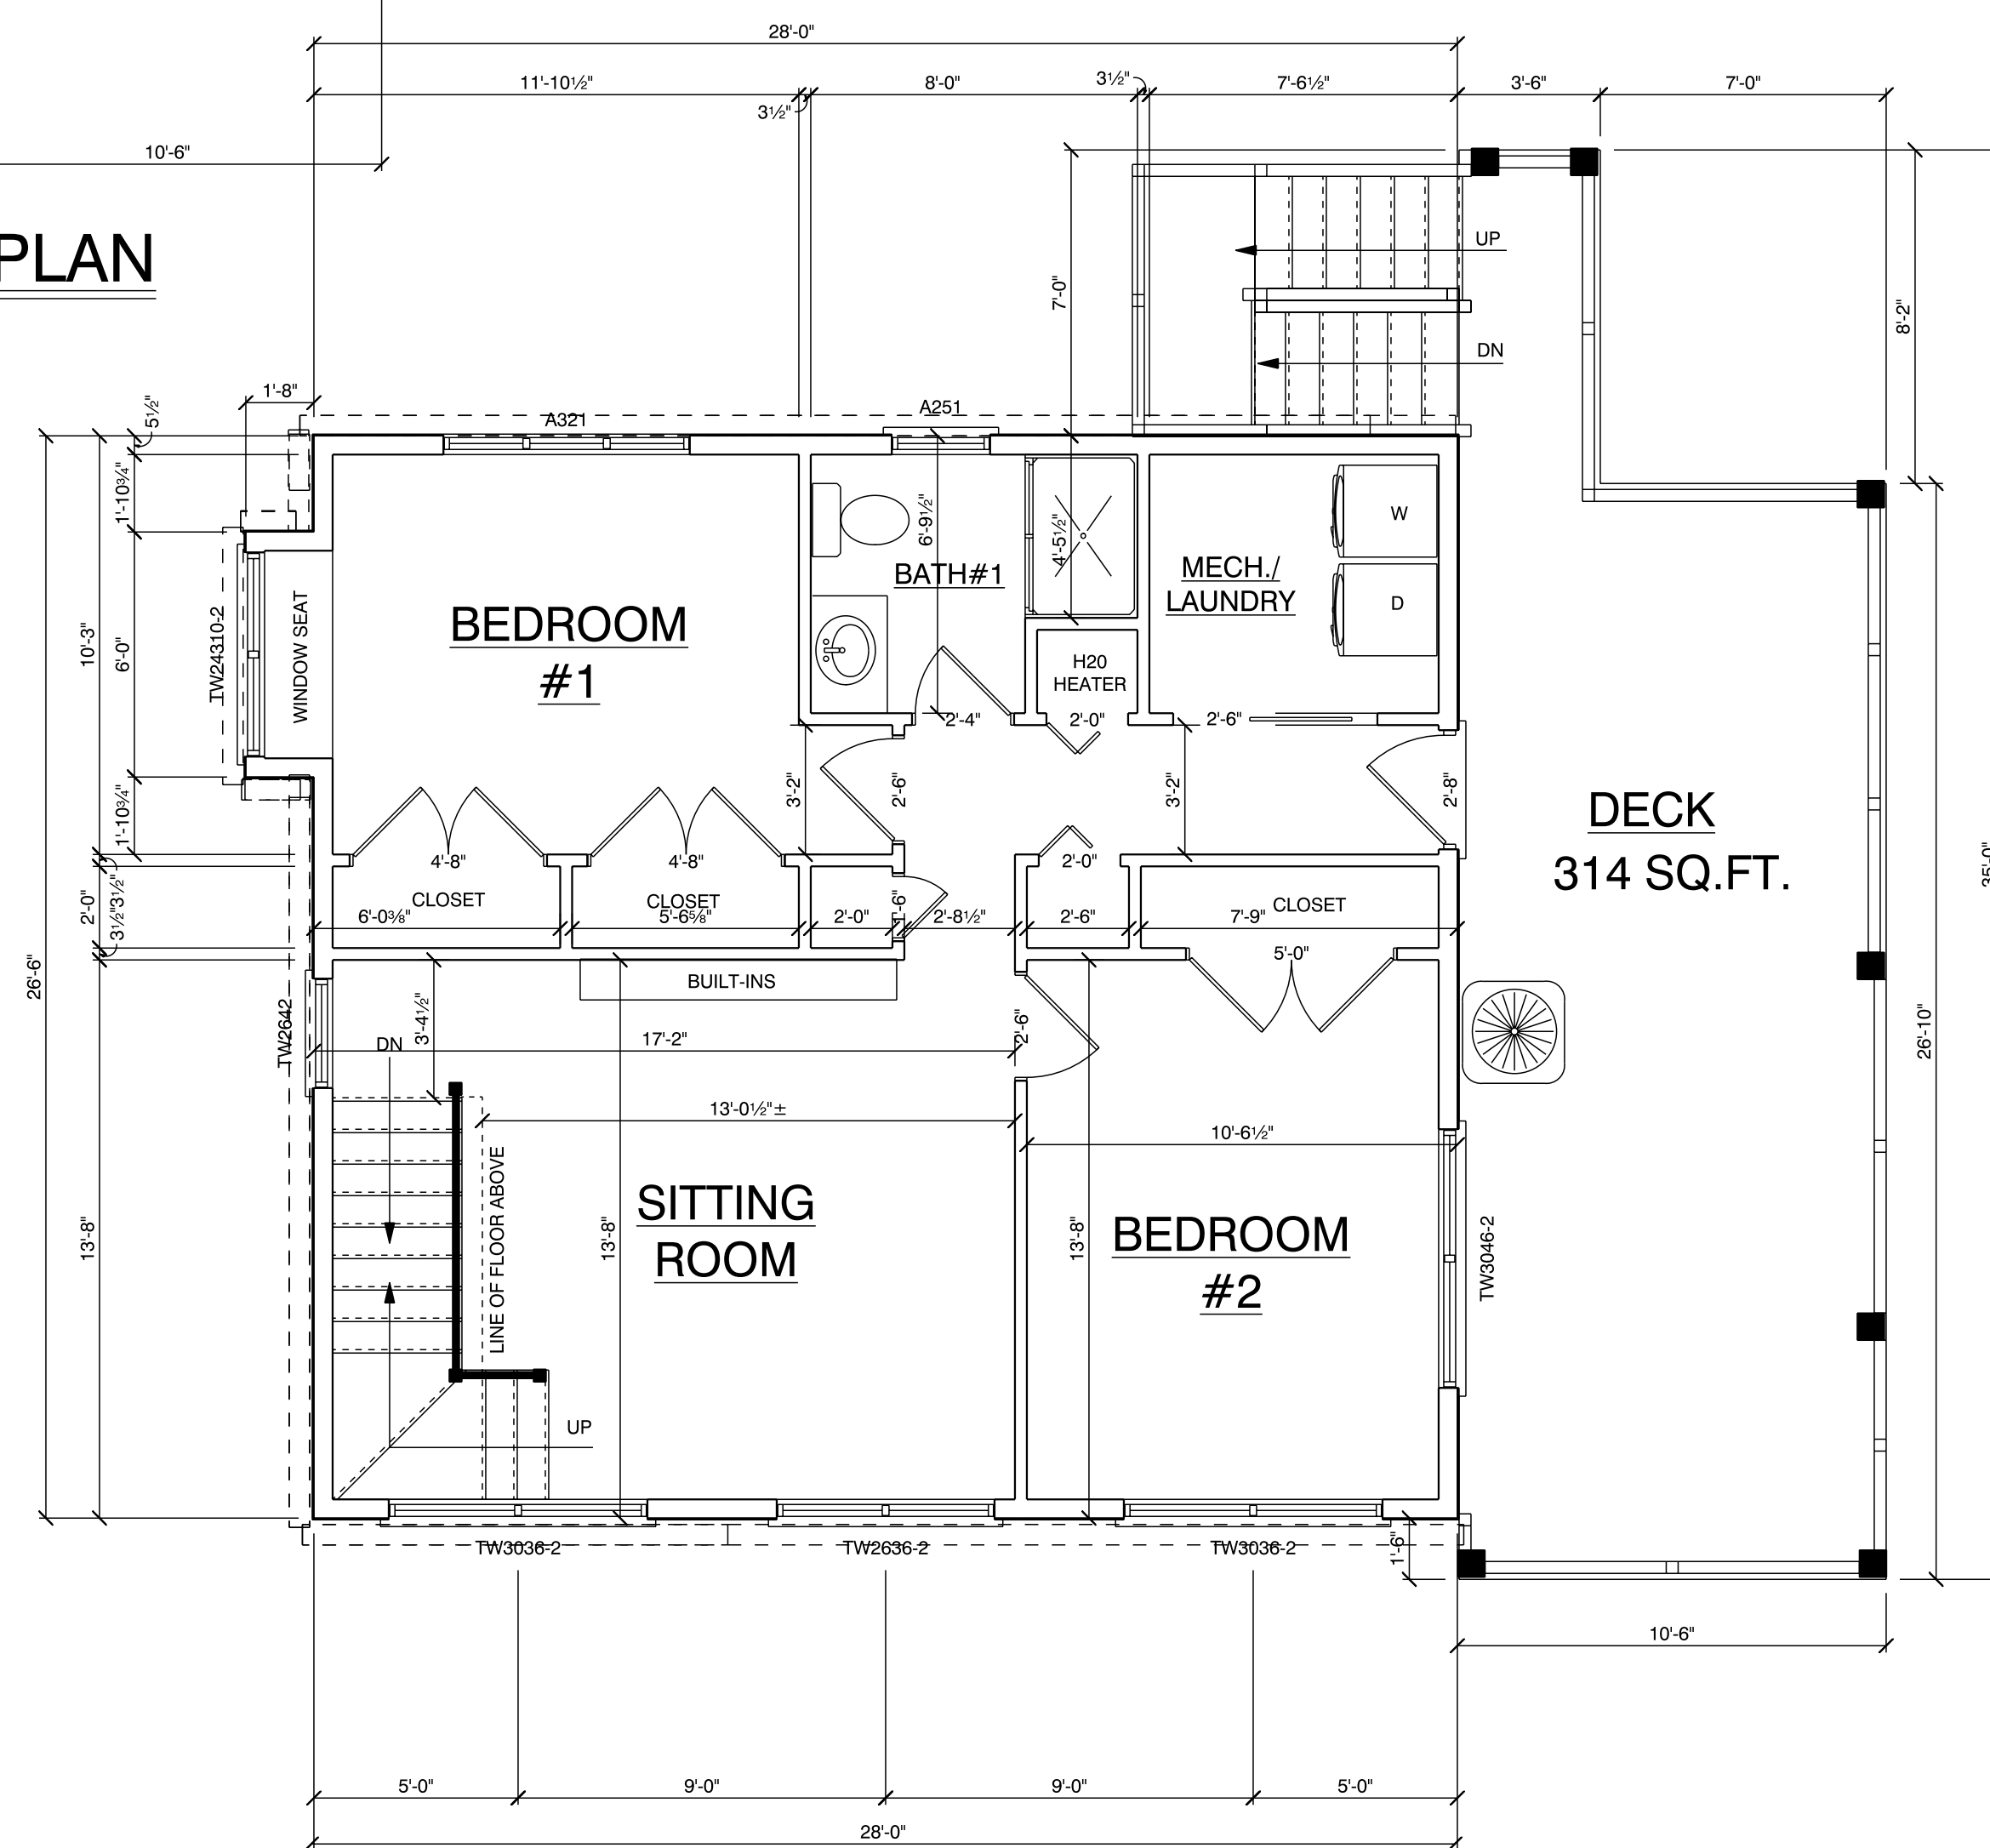 28'-0"
11'-10½"
3½"
8'-0"
3½"
7'-6½"
3'-6"
7'-0"
10'-6"
PLAN
UP
7'-0"
8'-2"
DN
1'-8"
5½"
A321
A251
1'-10¾"
6'-9½"
4'-5½"
W
BATH#1
MECH./
LAUNDRY
D
BEDROOM
#1
WINDOW SEAT
TW24310-2
6'-0"
10'-3"
H20
HEATER
2'-4"
2'-0"
2'-6"
3'-2"
2'-6"
3'-2"
2'-8"
1'-10¾"
DECK
314 SQ.FT.
35'-0"
4'-8"
4'-8"
2'-0"
CLOSET
CLOSET
CLOSET
2'-0"
3½"
3½"
6'-0⅜"
5'-6⅝"
2'-0"
2'-8½"
2'-6"
7'-9"
5'-0"
BUILT-INS
26'-6"
TW2642
3'-4½"
DN
17'-2"
2'-6"
26'-10"
13'-0½"±
10'-6½"
LINE OF FLOOR ABOVE
SITTING
ROOM
13'-8"
13'-8"
13'-8"
BEDROOM
#2
TW3046-2
UP
TW3036-2
TW2636-2
TW3036-2
1'-6"
10'-6"
5'-0"
9'-0"
9'-0"
5'-0"
28'-0"